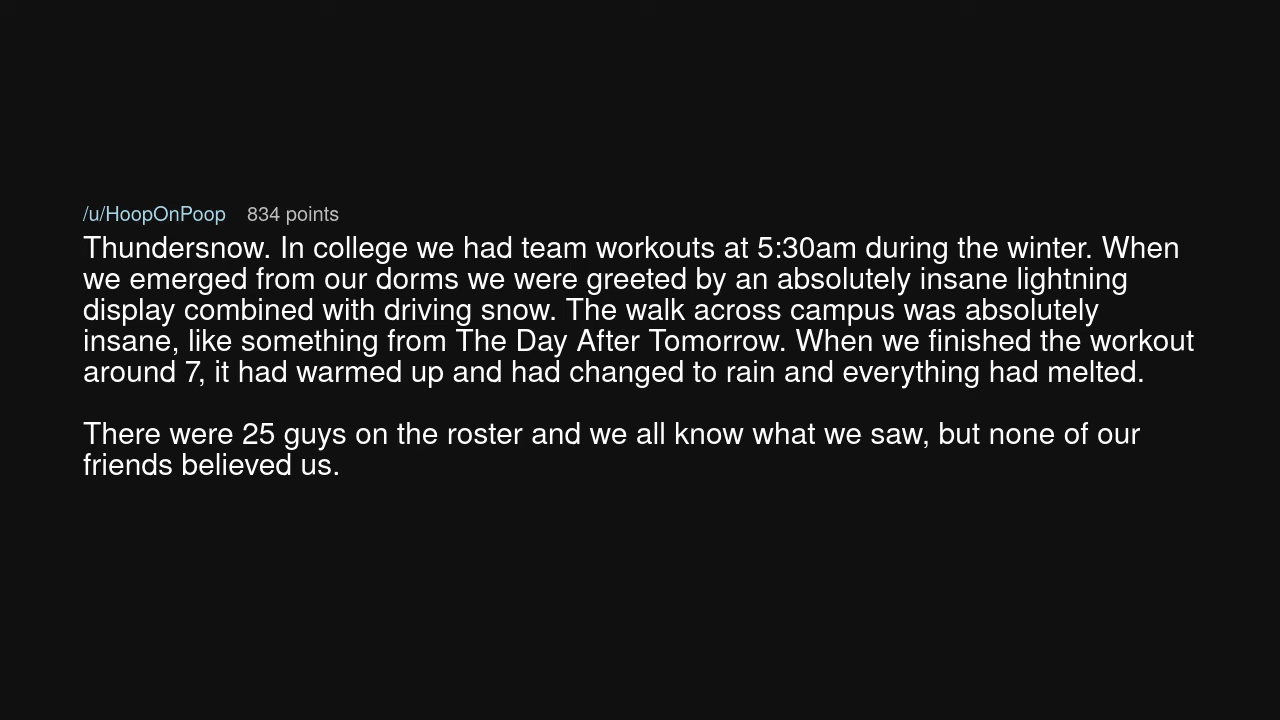 /u/HoopOnPoop 834 points
Thundersnow. In college we had team workouts at 5:30am during the winter. When
we emerged from our dorms we were greeted by an absolutely insane lightning
display combined with driving snow. The walk across campus was absolutely
insane, like something from The Day After Tomorrow. When we finished the workout
around 7, it had warmed up and had changed to rain and everything had melted.
There were 25 guys on the roster and we all know what we saw, but none of our
friends believed us.